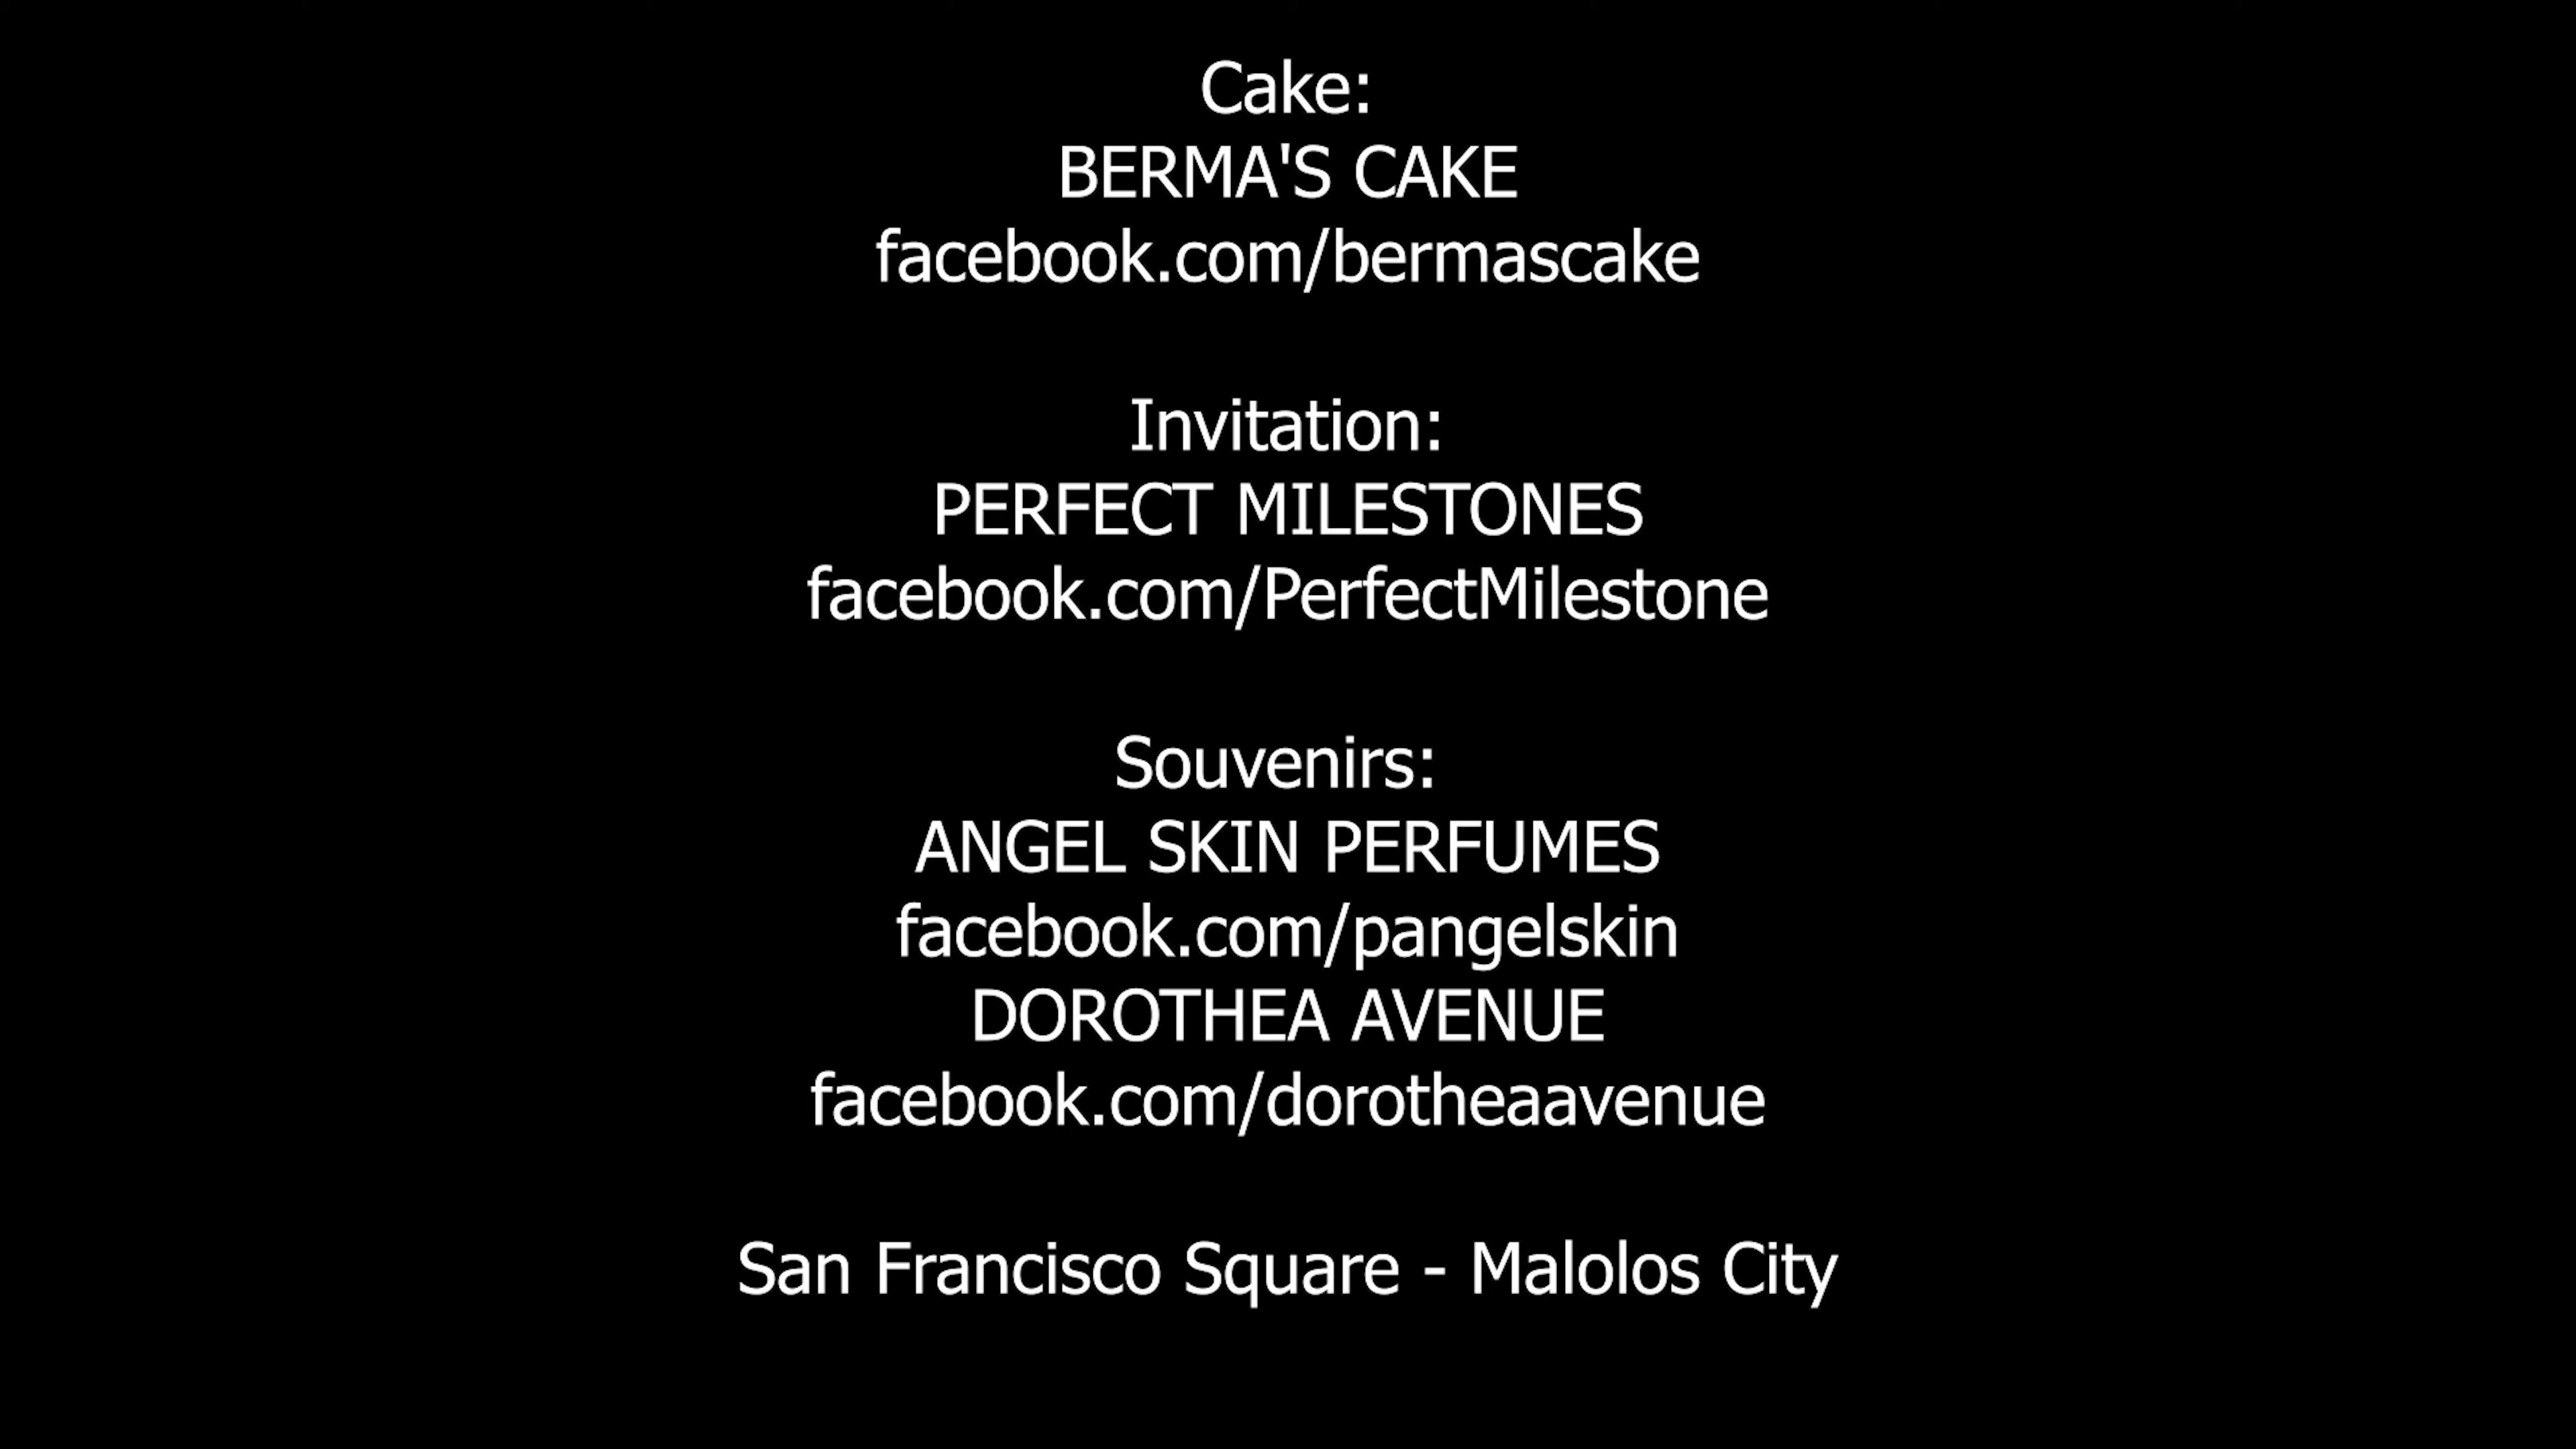 Cake:
BERMA'S CAKE
facebook.com/bermascake
Invitation:
PERFECT MILESTONES
facebook.com/PerfectMilestone
Souvenirs:
ANGEL SKIN PERFUMES
facebook.com/pangelskin
DOROTHEA AVENUE
facebook.com/dorotheaavenue
San Francisco Square - Malolos City